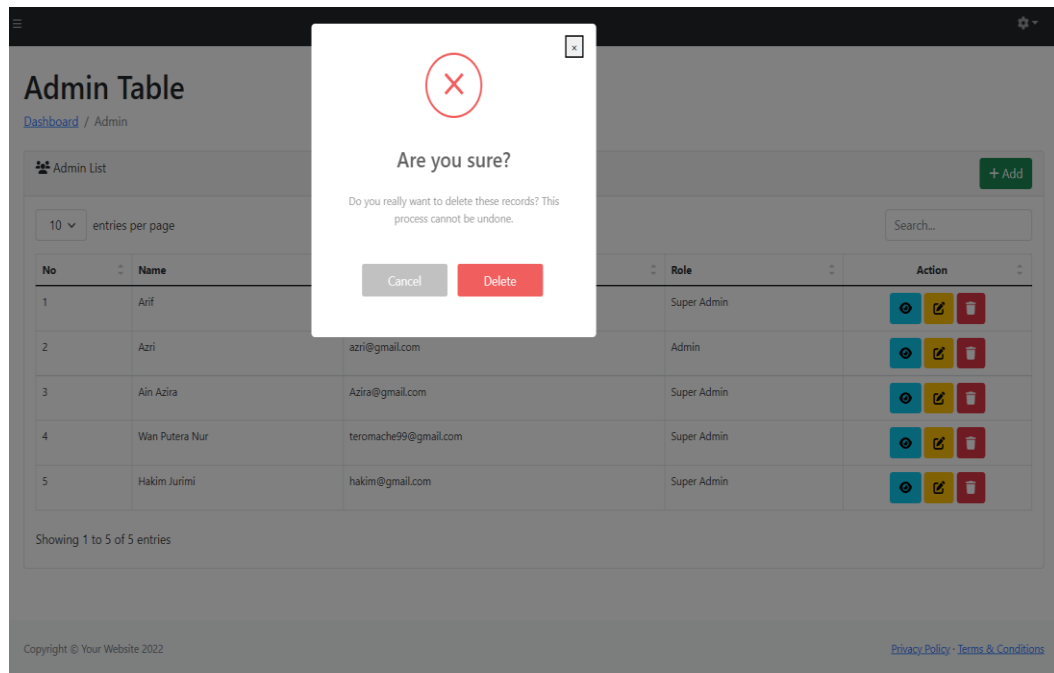 ×
Admin Table
Dashboard / Admin
Are you sure?
Admin List
+ Add
Do you really want to delete these records? This
process cannot be undone.
10 entries per page
Search...
Cancel Delete
No Name Role Action
1 Arif Super Admin
2 Azri azri@gmail.com Admin
3 Ain Azira Azira@gmail.com Super Admin
4 Wan Putera Nur teromache99@gmail.com Super Admin
5 Hakim Jurimi hakim@gmail.com Super Admin
Showing 1 to 5 of 5 entries
Copyright © Your Website 2022 Privacy Policy · Terms & Conditions